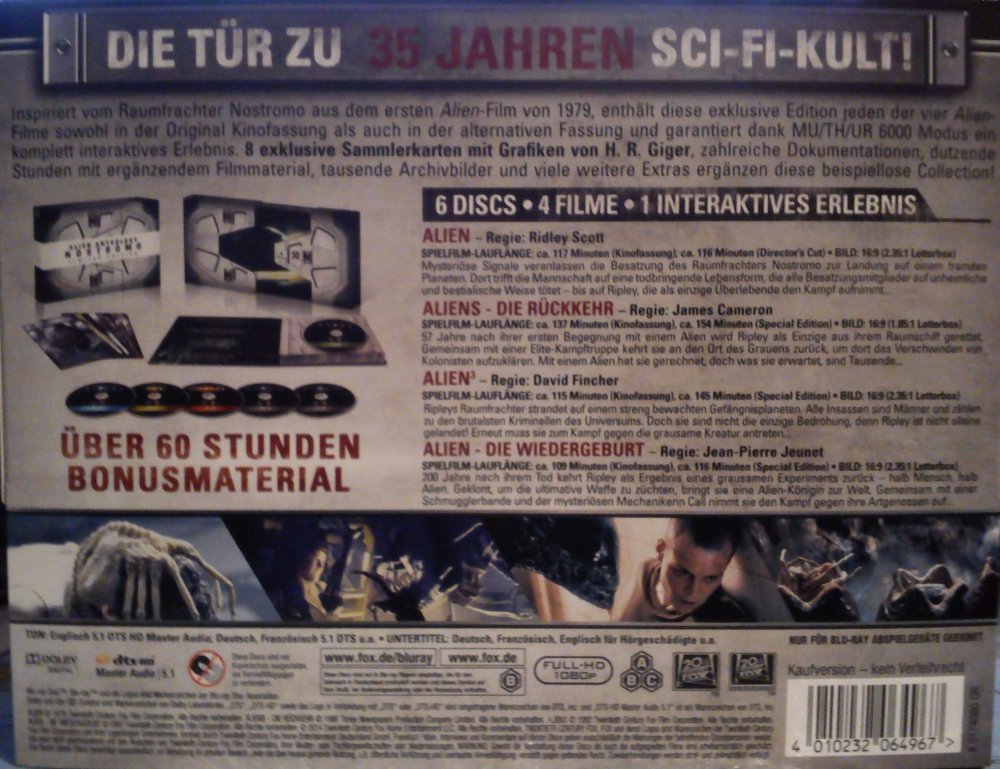 DIE TÜR ZU 35 JAHREN SCI-FI-KULT!
Inspiriert vom Raumfrachter Nostromo aus dem ersten Alien-Film von 1979, enthält diese exklusive Edition jeden der vier Alien-
Filme sowohl in der Original Kinofassung als auch in der alternativen Fassung und garantiert dank MU/TH/UR 6000 Modus ein
komplett interaktives Erlebnis. 8 exklusive Sammlerkarten mit Grafiken von H. R. Giger, zahlreiche Dokumentationen, dutzende
Stunden mit ergänzendem Filmmaterial, tausende Archivbilder und viele weitere Extras ergänzen diese beispiellose Collection!
6 DISCS • 4 FILME • 1 INTERAKTIVES ERLEBNIS
ALIEN – Regie: Ridley Scott
SPIELFILM-LAUFLÄNGE: ca. 117 Minuten (Kinofassung), ca. 116 Minuten (Director's Cut) • BILD: 16:9 (2.35:1 Letterbox)
Mysteriöse Signale veranlassen die Besatzung des Raumfrachters Nostromo zur Landung auf einem fremden
Planeten. Dort trifft die Mannschaft auf eine todbringende Lebensform, die alle Besatzungsmitglieder auf unheimliche
und bestialische Weise tötet – bis auf Ripley, die als einzige Überlebende den Kampf aufnimmt...
ALIENS - DIE RÜCKKEHR – Regie: James Cameron
SPIELFILM-LAUFLÄNGE: ca. 137 Minuten (Kinofassung), ca. 154 Minuten (Special Edition) • BILD: 16:9 (1.85:1 Letterbox)
57 Jahre nach ihrer ersten Begegnung mit einem Alien wird Ripley als Einzige aus ihrem Raumschiff gerettet.
Gemeinsam mit einer Elite-Kampftruppe kehrt sie an den Ort des Grauens zurück, um dort das Verschwinden von
Kolonisten aufzuklären. Mit einem Alien hat sie gerechnet, doch was sie erwartet, sind Tausende...
ALIEN³ – Regie: David Fincher
SPIELFILM-LAUFLÄNGE: ca. 115 Minuten (Kinofassung), ca. 145 Minuten (Special Edition) • BILD: 16:9 (2.35:1 Letterbox)
Ripleys Raumfrachter strandet auf einem streng bewachten Gefängnisplaneten. Alle Insassen sind Männer und zählen
zu den brutalsten Kriminellen des Universums. Doch sie sind nicht die einzige Bedrohung, denn Ripley ist nicht alleine
gelandet! Erneut muss sie zum Kampf gegen die grausame Kreatur antreten...
ALIEN - DIE WIEDERGEBURT – Regie: Jean-Pierre Jeunet
SPIELFILM-LAUFLÄNGE: ca. 109 Minuten (Kinofassung), ca. 116 Minuten (Special Edition) • BILD: 16:9 (2.35:1 Letterbox)
200 Jahre nach ihrem Tod kehrt Ripley als Ergebnis eines grausamen Experiments zurück – halb Mensch, halb
Alien. Geklont, um die ultimative Waffe zu züchten, bringt sie eine Alien-Königin zur Welt. Gemeinsam mit einer
Schmugglerbande und der mysteriösen Mechanikerin Call nimmt sie den Kampf gegen ihre Artgenossen auf...
NOSTROMO
ÜBER 60 STUNDEN
BONUSMATERIAL
TON: Englisch 5.1 DTS HD Master Audio, Deutsch, Französisch 5.1 DTS u.a. • UNTERTITEL: Deutsch, Französisch, Englisch für Hörgeschädigte u.a.
NUR FÜR BLU-RAY ABSPIELGERÄTE GEEIGNET.
DOLBY DIGITAL
dts-HD Master Audio | 5.1
www.fox.de/bluray
www.fox.de
B
FULL-HD
1080P
A
B C
20th CENTURY FOX
20th CENTURY FOX
Kaufversion – kein Verleihrecht
4 010232 064967 >